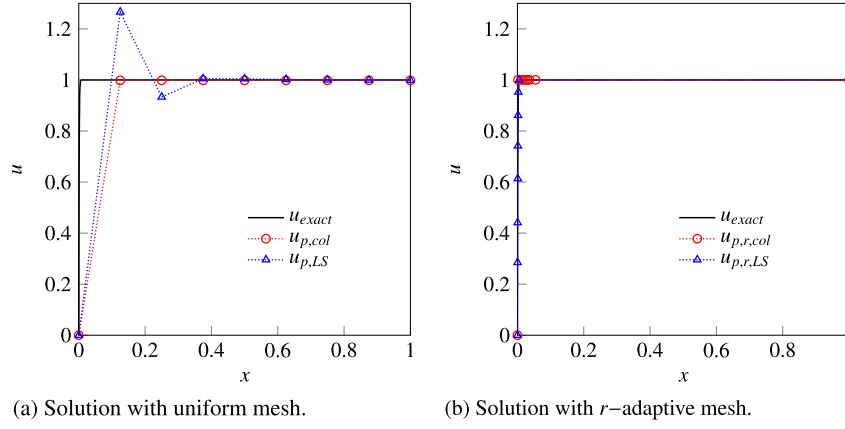 1.2
1
0.8
0.6
0.4
0.2
0
u
0 0.2 0.4 0.6 0.8 1
x
u_exact
u_p,col
u_p,LS
(a) Solution with uniform mesh.
1.2
1
0.8
0.6
0.4
0.2
0
u
0 0.2 0.4 0.6 0.8
x
u_exact
u_p,r,col
u_p,r,LS
(b) Solution with r−adaptive mesh.